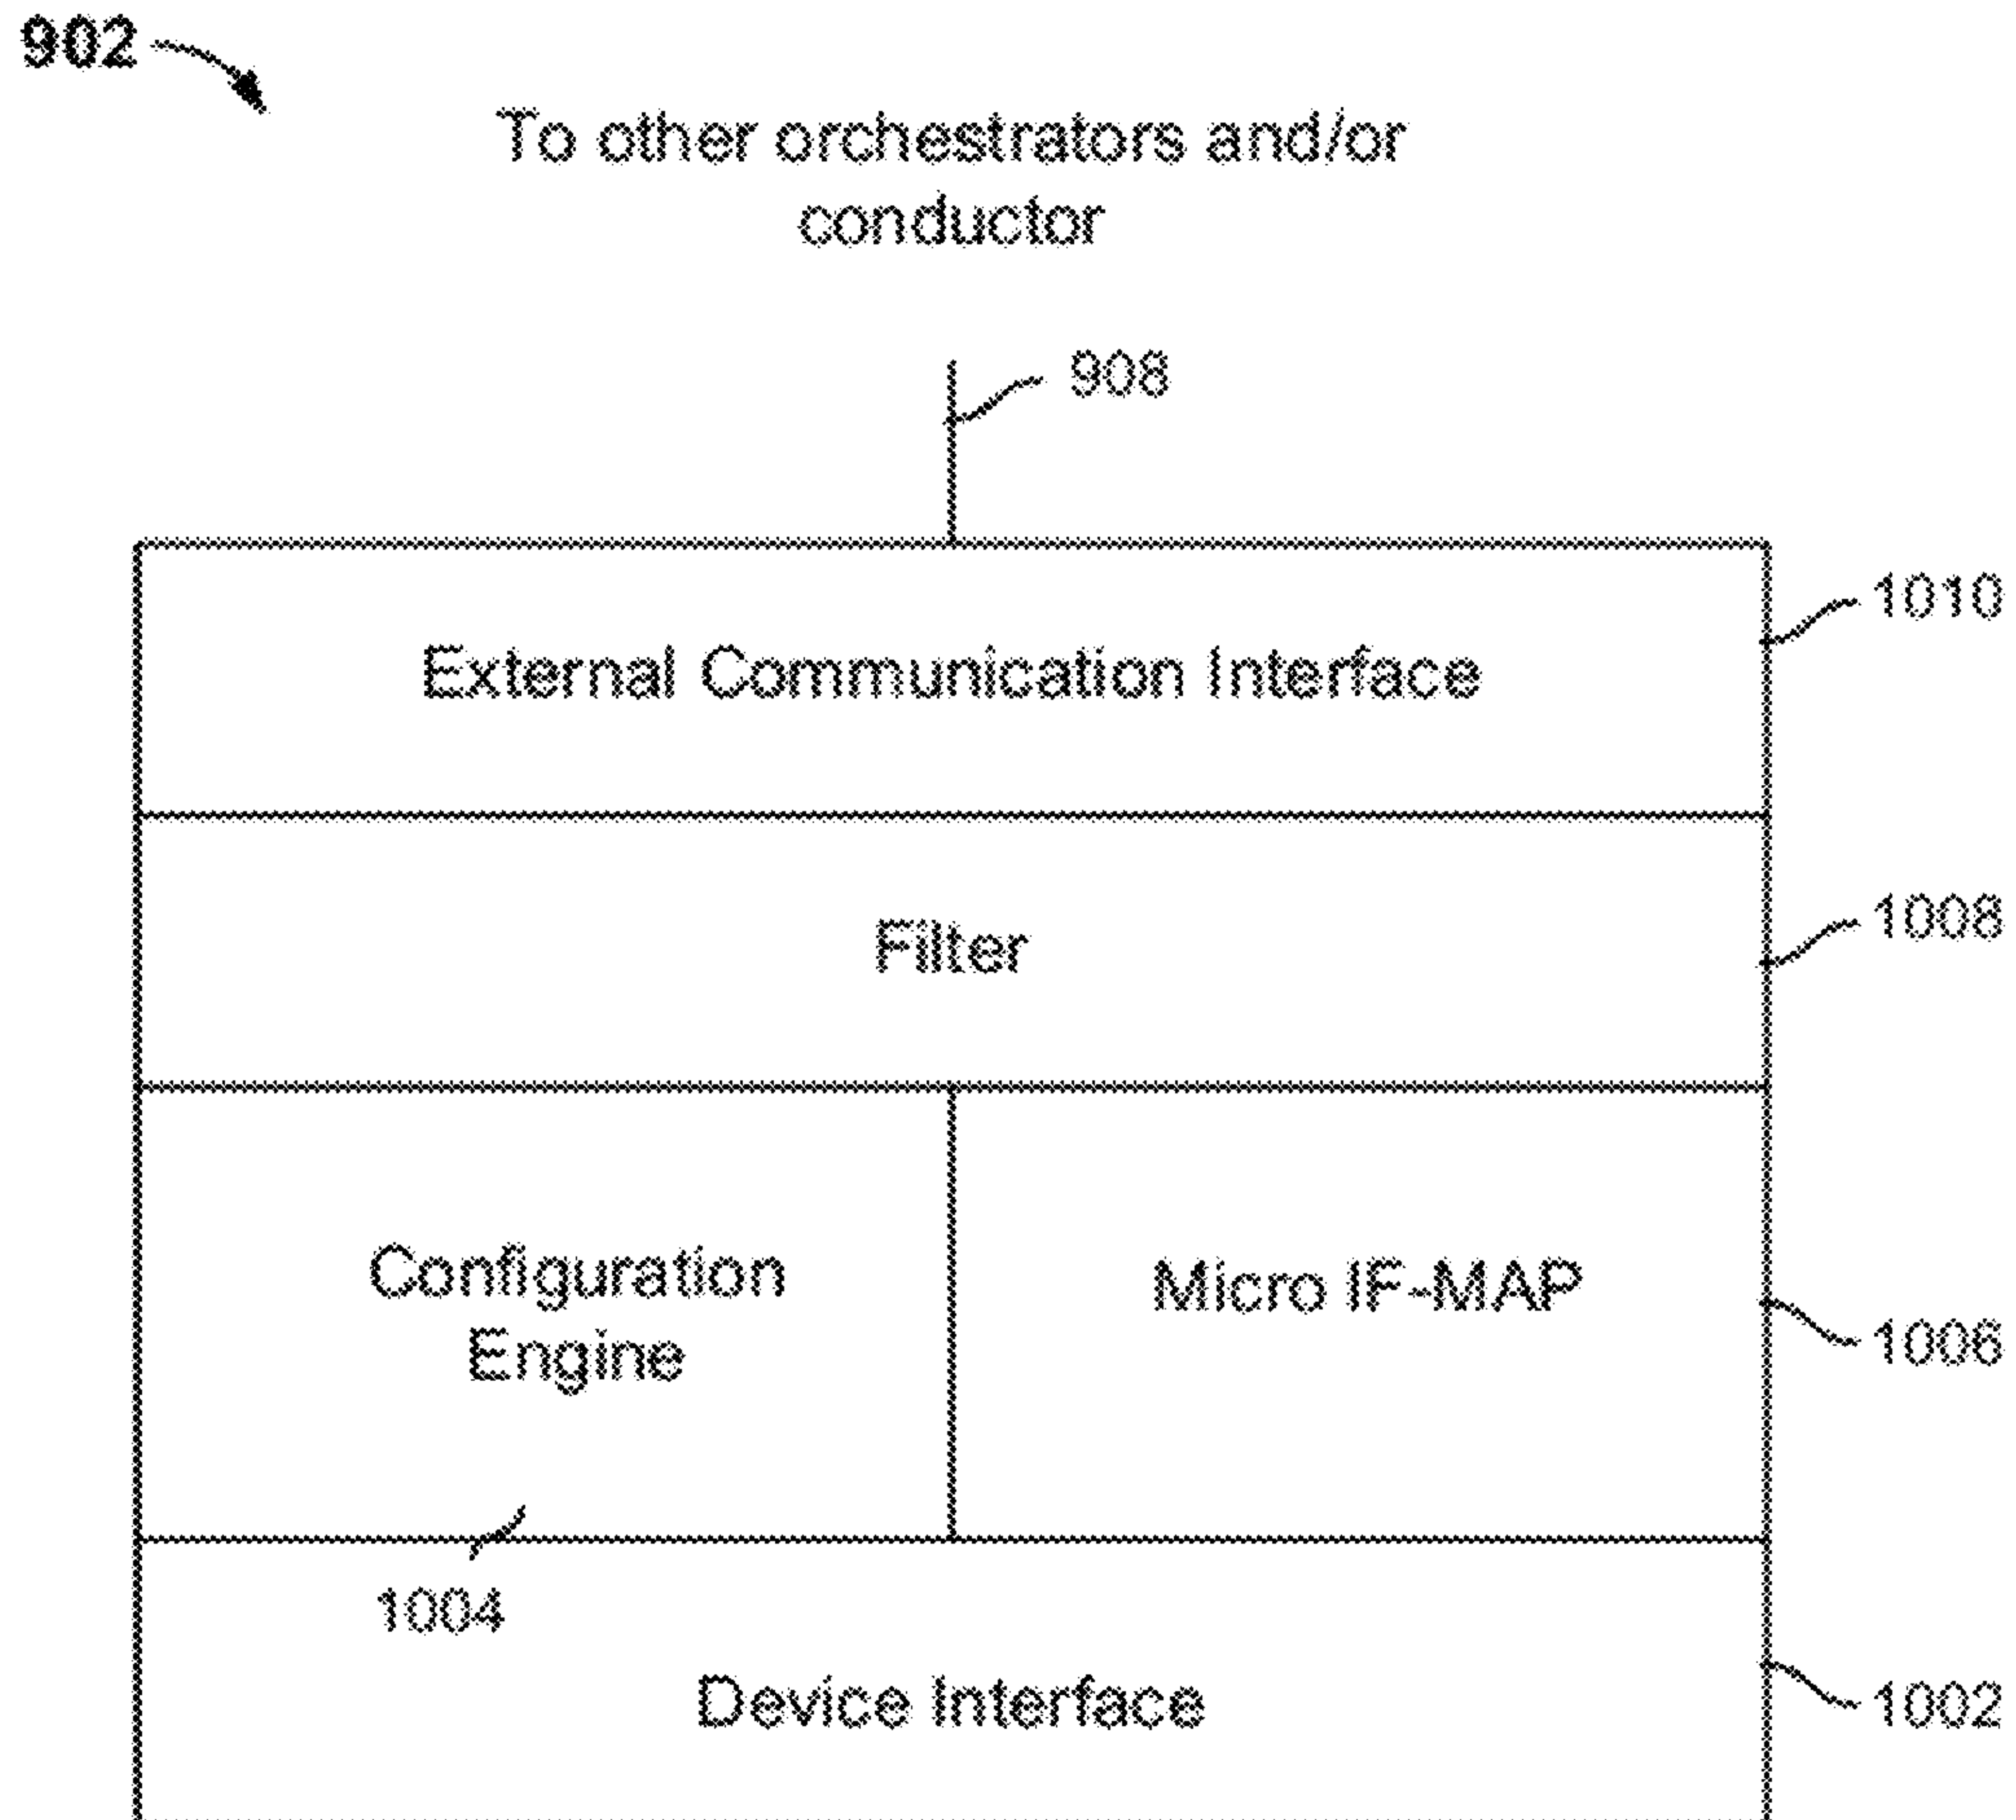 902
To other orchestrators and/or
conductor
908
1010
External Communication Interface
1008
Filter
Configuration
Engine
Micro IF-MAP
1006
1004
Device Interface
1002